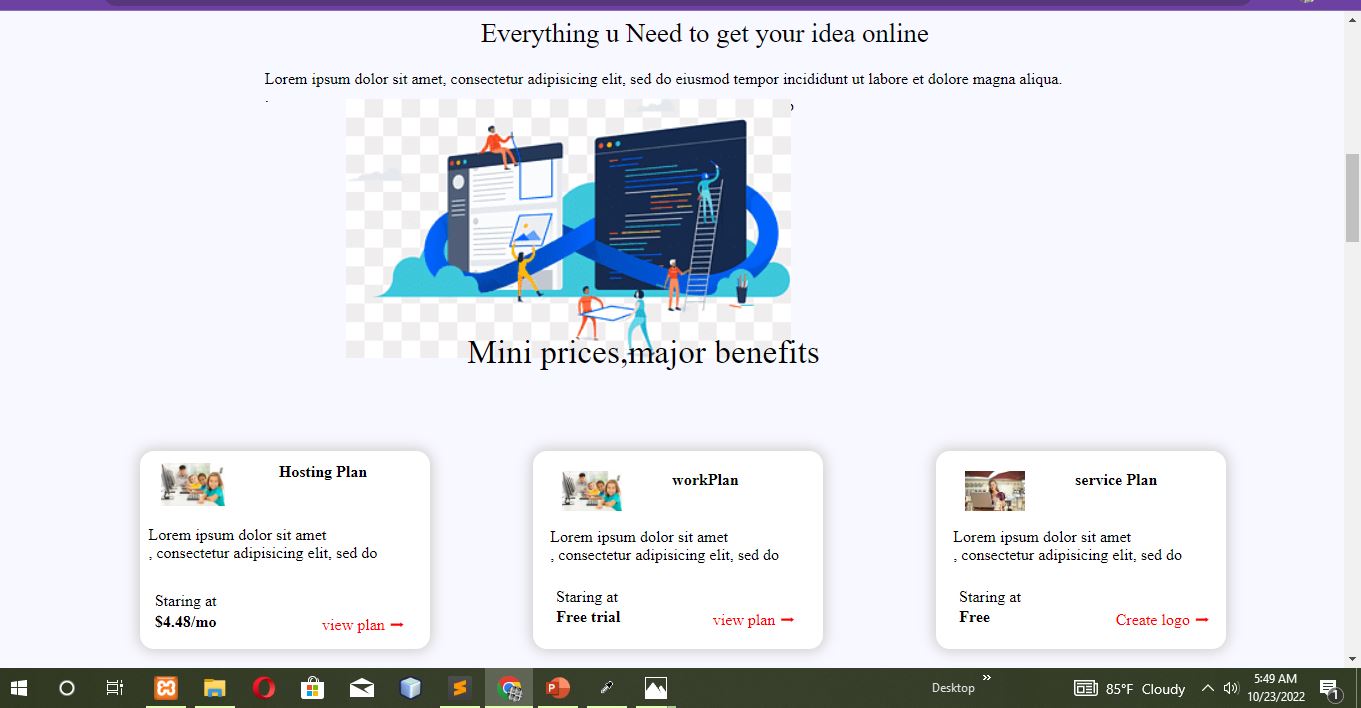 Everything u Need to get your idea online
Lorem ipsum dolor sit amet, consectetur adipisicing elit, sed do eiusmod tempor incididunt ut labore et dolore magna aliqua.
.
Mini prices,major benefits
Hosting Plan
Lorem ipsum dolor sit amet
, consectetur adipisicing elit, sed do
Staring at
$4.48/mo
view plan
workPlan
Lorem ipsum dolor sit amet
, consectetur adipisicing elit, sed do
Staring at
Free trial
view plan
service Plan
Lorem ipsum dolor sit amet
, consectetur adipisicing elit, sed do
Staring at
Free
Create logo
Desktop
»
85°F Cloudy
5:49 AM
10/23/2022
1